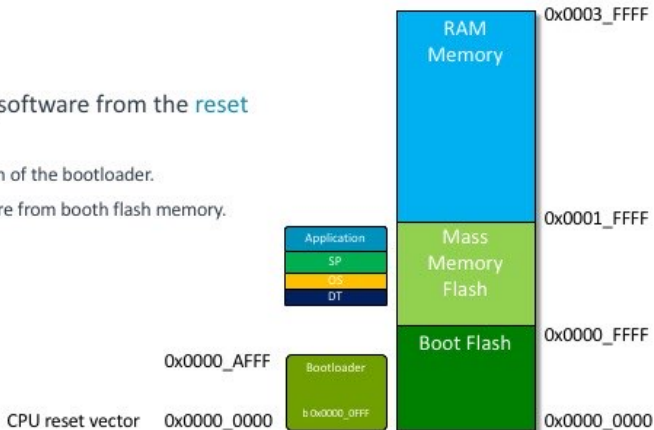 0x0003_FFFF
RAM
Memory
software from the reset
n of the bootloader.
re from booth flash memory.
0x0001_FFFF
Application
SP
OS
DT
Mass
Memory
Flash
0x0000_FFFF
Boot Flash
0x0000_AFFF
Bootloader
b 0x0000_0FFF
CPU reset vector 0x0000_0000
0x0000_0000